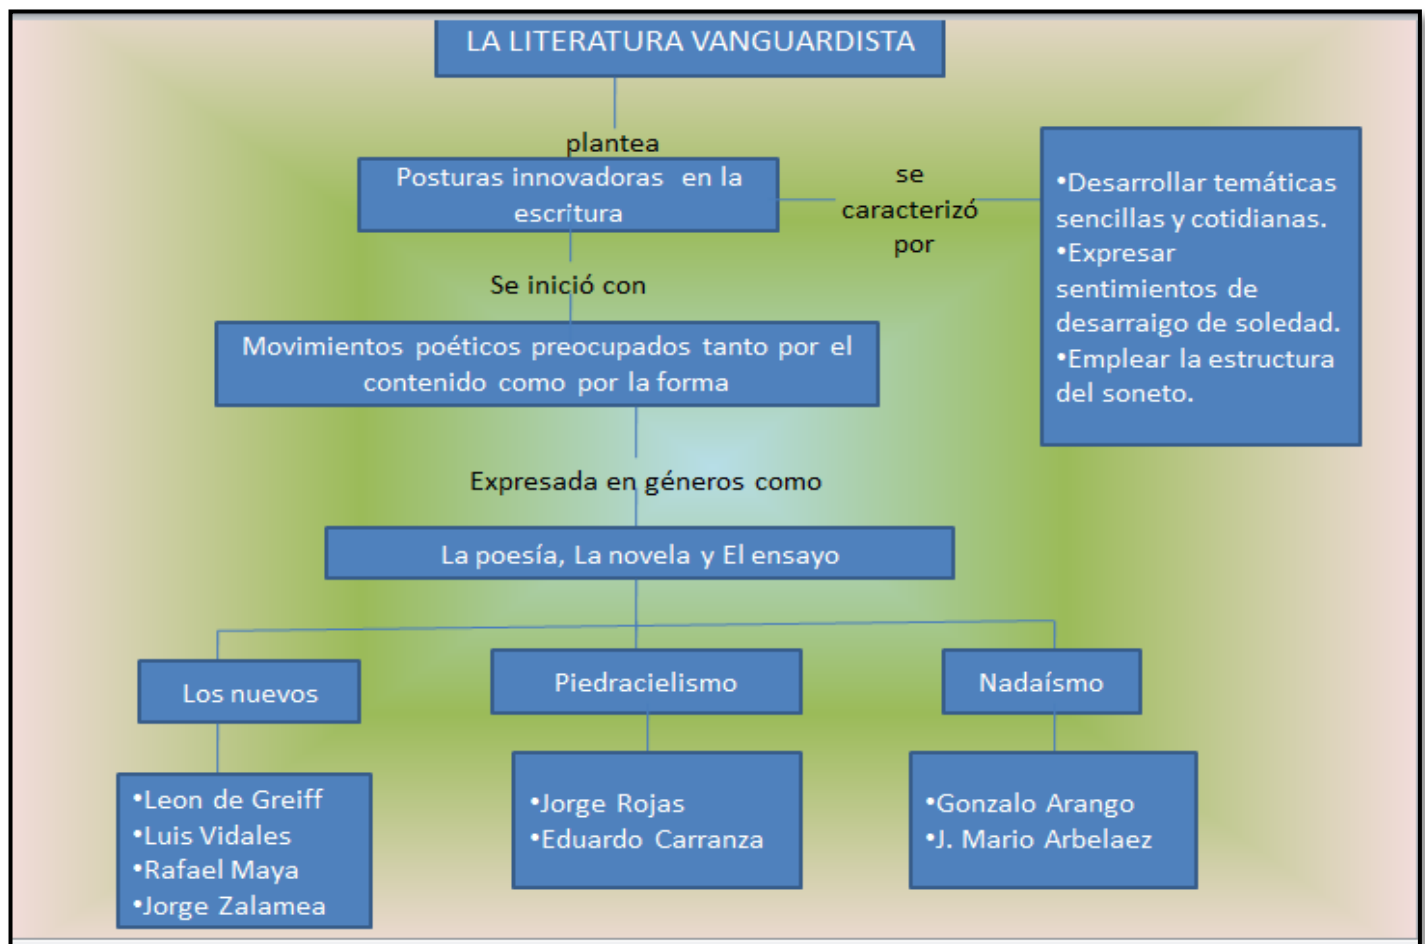 LA LITERATURA VANGUARDISTA
plantea
Posturas innovadoras en la
escritura
se
caracterizó
por
•Desarrollar temáticas
sencillas y cotidianas.
•Expresar
sentimientos de
desarraigo de soledad.
•Emplear la estructura
del soneto.
Se inició con
Movimientos poéticos preocupados tanto por el
contenido como por la forma
Expresada en géneros como
La poesía, La novela y El ensayo
Los nuevos
•Leon de Greiff
•Luis Vidales
•Rafael Maya
•Jorge Zalamea
Piedracielismo
•Jorge Rojas
•Eduardo Carranza
Nadaísmo
•Gonzalo Arango
•J. Mario Arbelaez